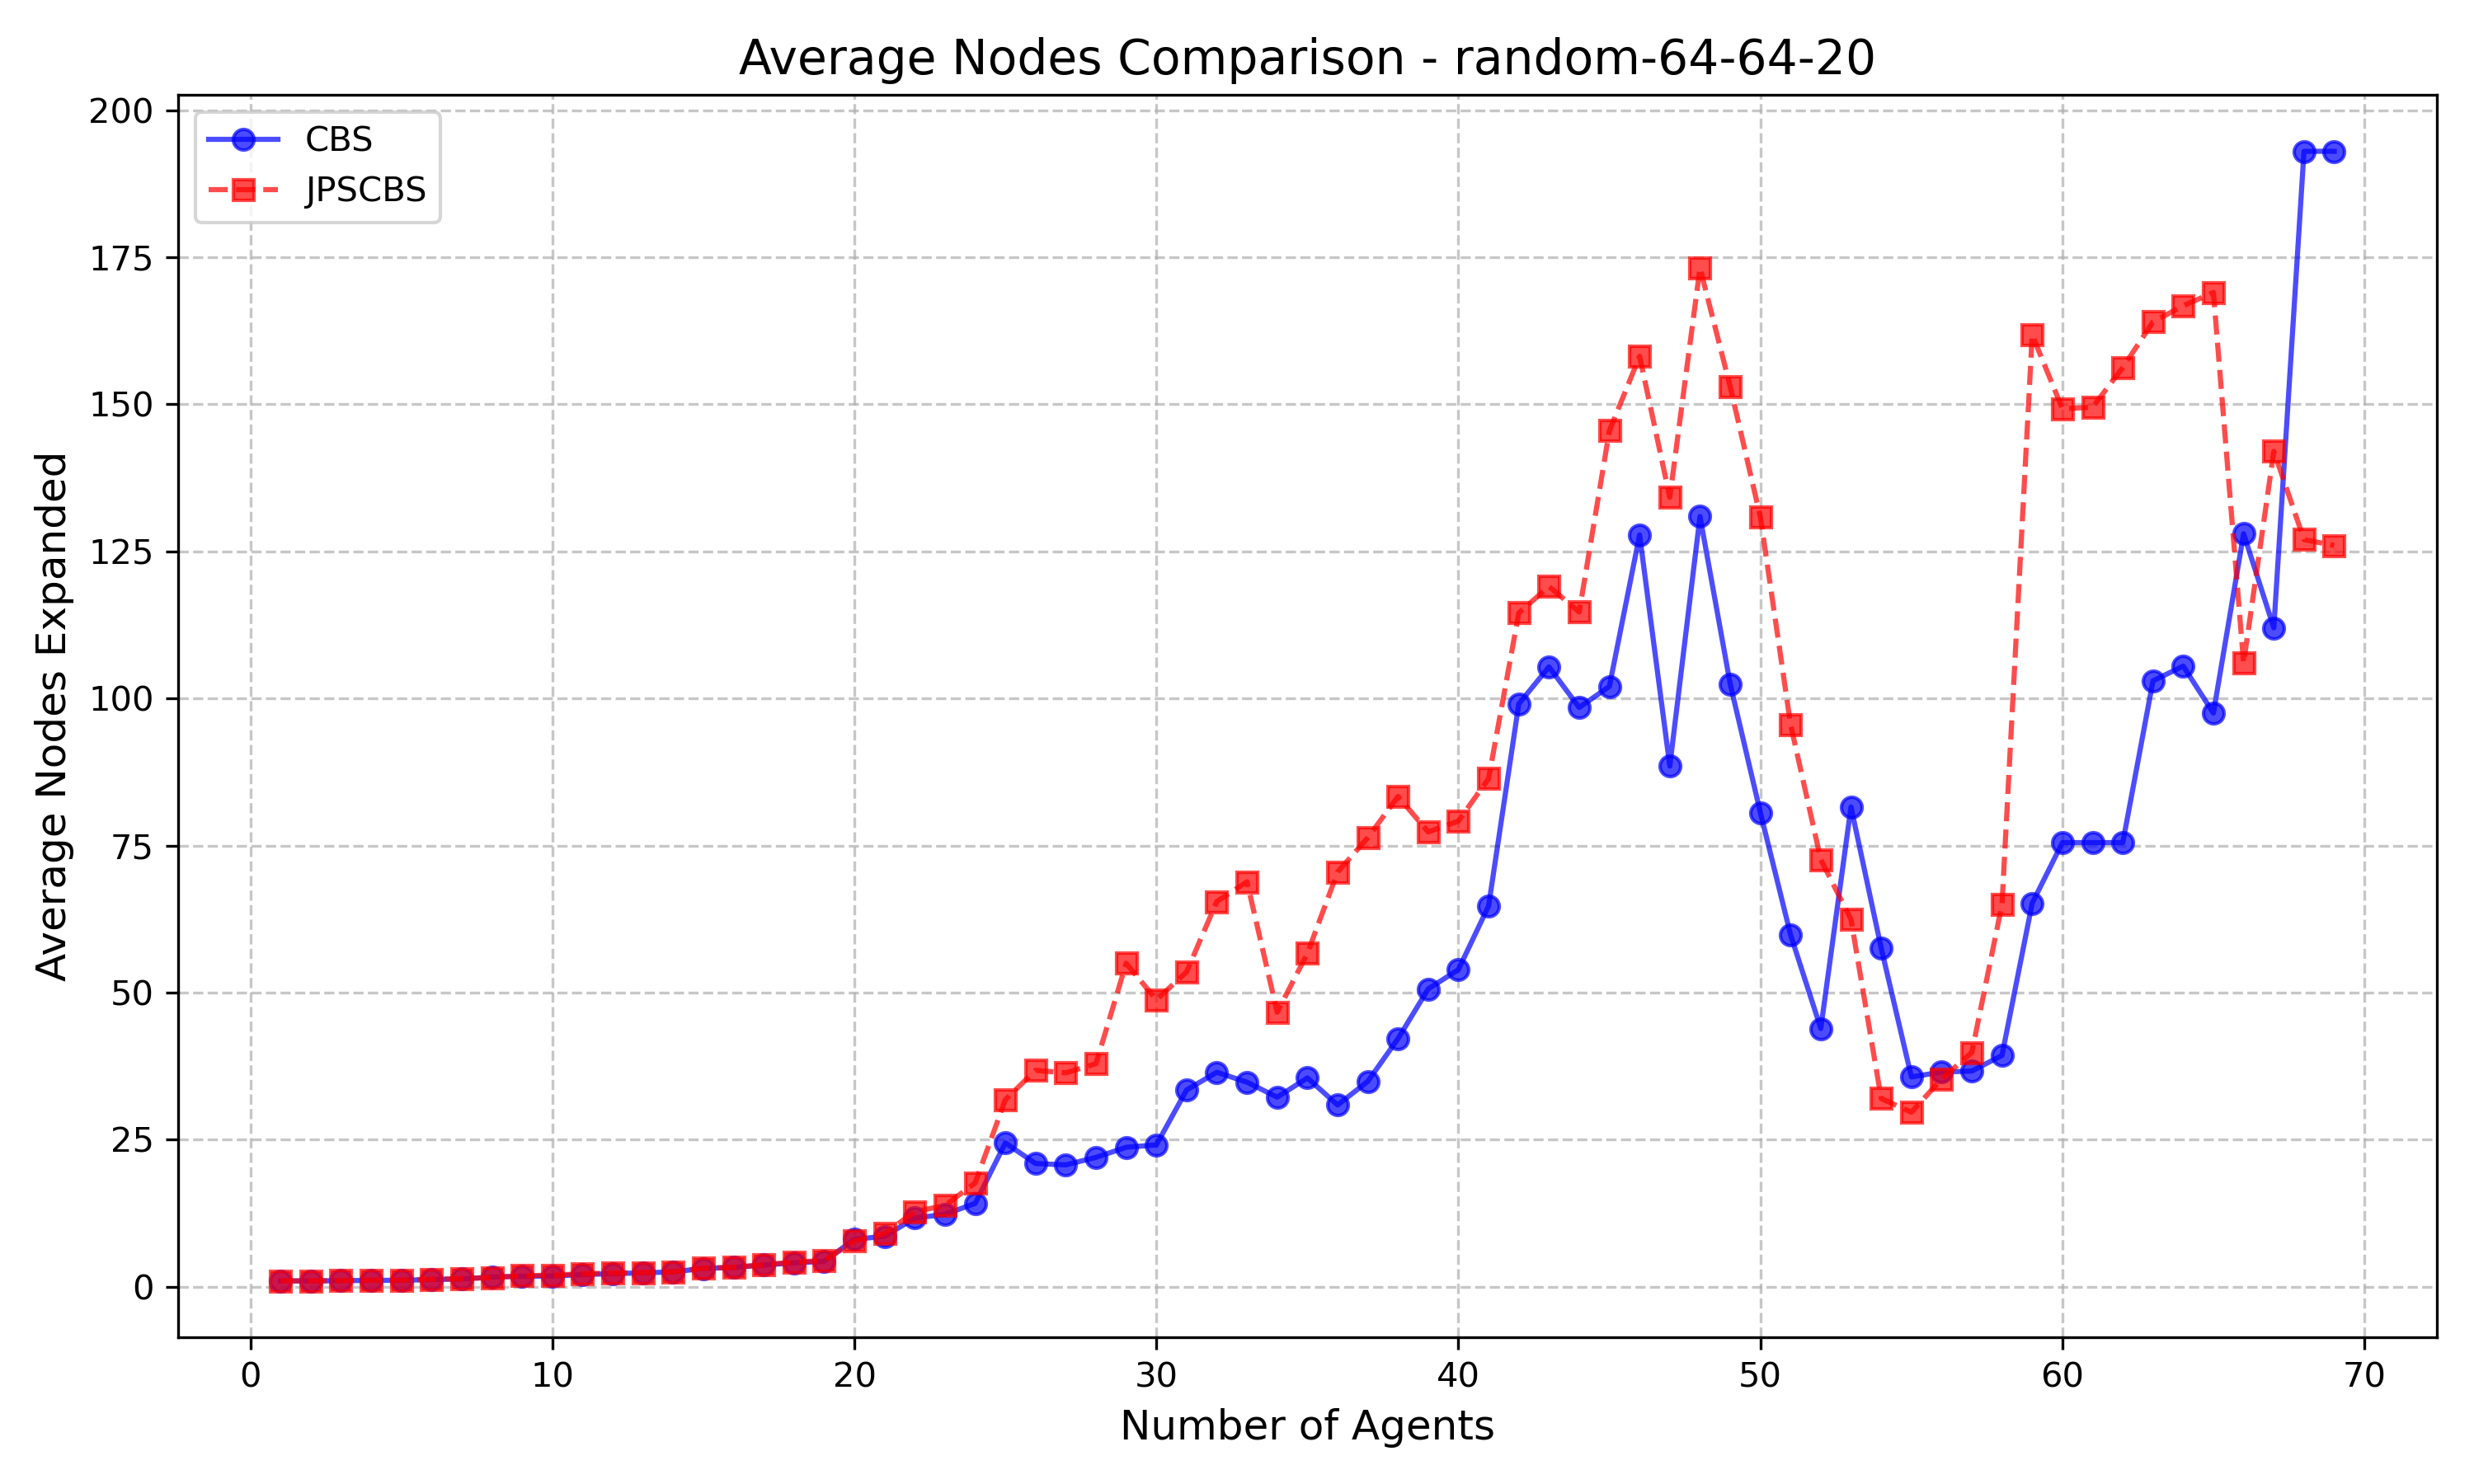 Average Nodes Comparison - random-64-64-20
CBS
JPSCBS
Average Nodes Expanded
200
175
150
125
100
75
50
25
0
0 10 20 30 40 50 60 70
Number of Agents